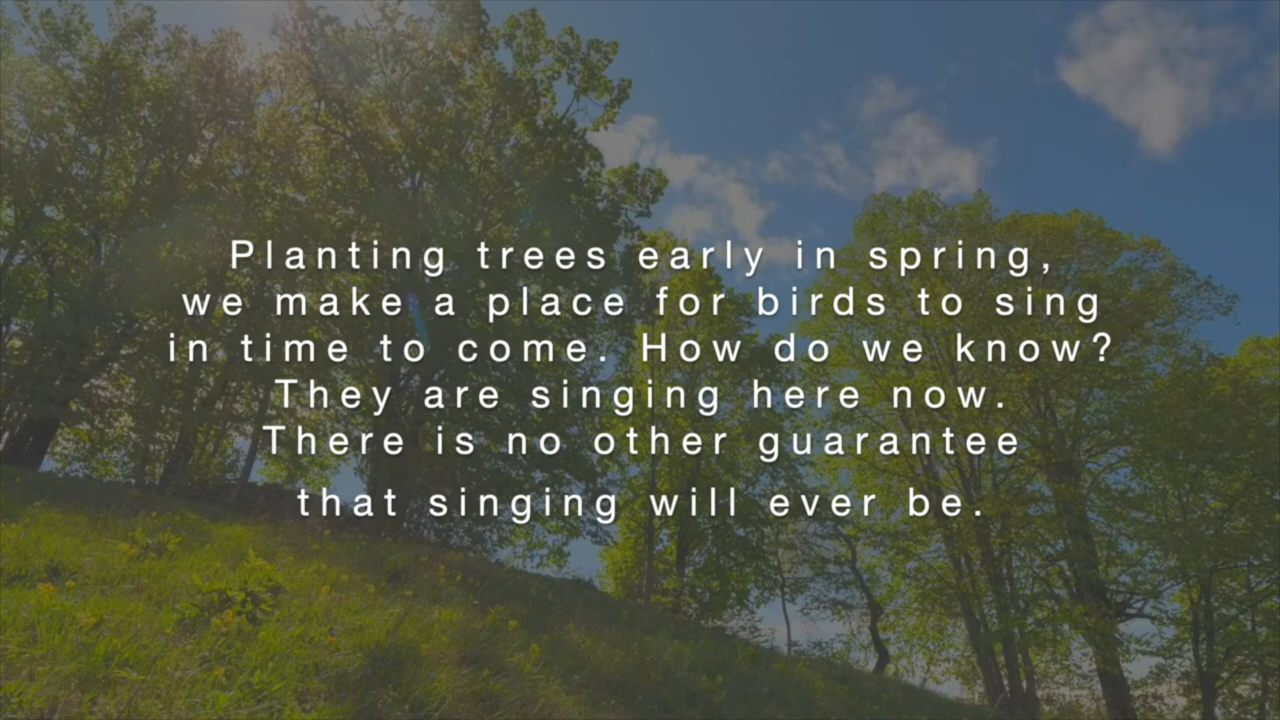 Planting trees early in spring,
we make a place for birds to sing
in time to come. How do we know?
They are singing here now.
There is no other guarantee
that singing will ever be.